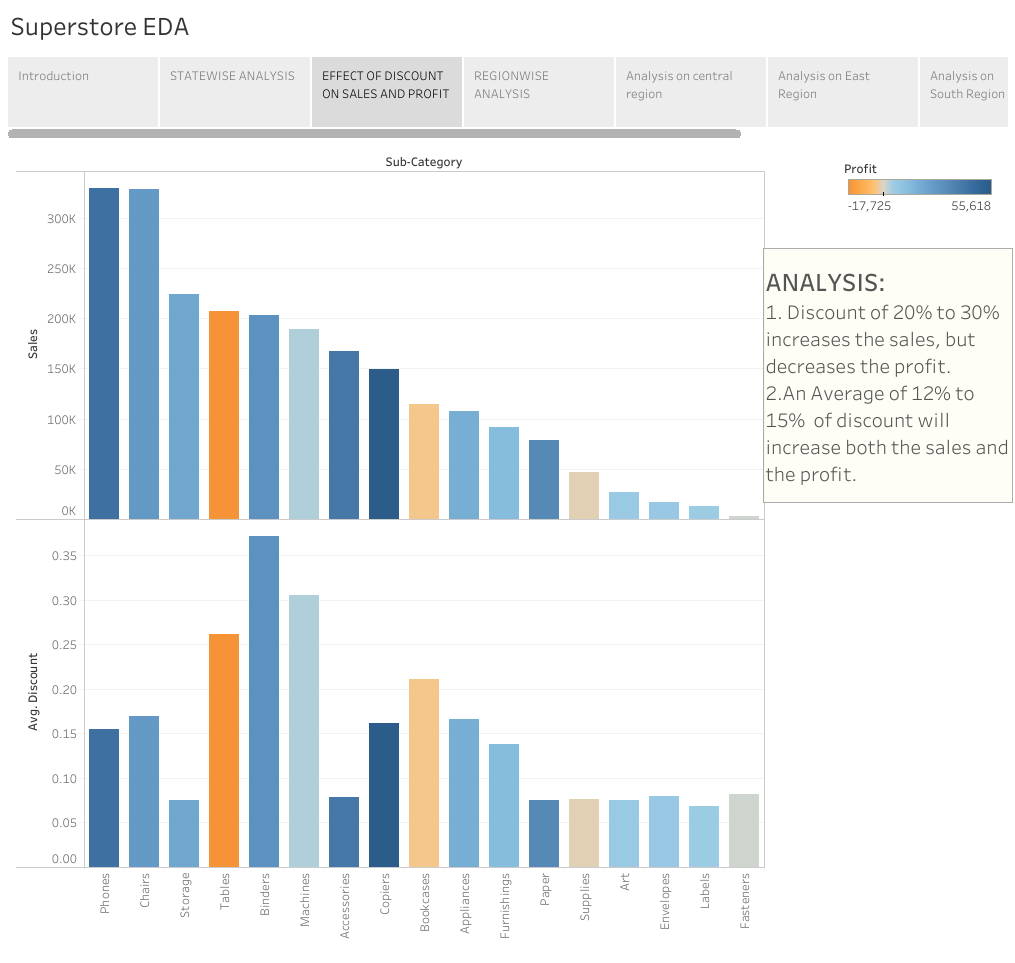 Superstore EDA
Introduction
STATEWISE ANALYSIS
EFFECT OF DISCOUNT
ON SALES AND PROFIT
REGIONWISE
ANALYSIS
Analysis on central
region
Analysis on East
Region
Analysis on
South Region
Sub-Category
Profit
-17,725
55,618
Sales
300K
250K
200K
150K
100K
50K
0K
ANALYSIS:
1. Discount of 20% to 30%
increases the sales, but
decreases the profit.
2.An Average of 12% to
15%  of discount will
increase both the sales and
the profit.
Avg. Discount
0.35
0.30
0.25
0.20
0.15
0.10
0.05
0.00
Phones
Chairs
Storage
Tables
Binders
Machines
Accessories
Copiers
Bookcases
Appliances
Furnishings
Paper
Supplies
Art
Envelopes
Labels
Fasteners